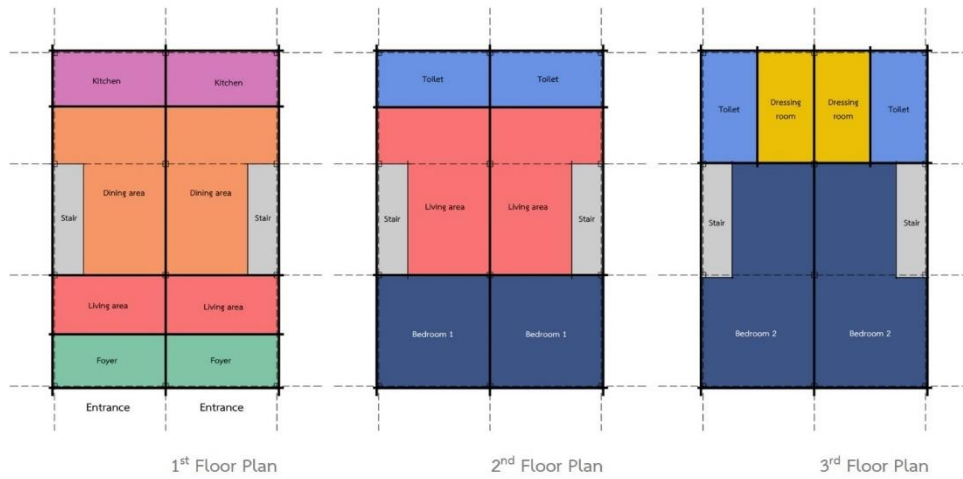 Kitchen Kitchen
Dining area Dining area
Stair Stair
Living area Living area
Foyer Foyer
Entrance Entrance
1st Floor Plan
Toilet Toilet
Living area Living area
Stair Stair
Bedroom 1 Bedroom 1
2nd Floor Plan
Toilet Dressing room Dressing room Toilet
Stair Stair
Bedroom 2 Bedroom 2
3rd Floor Plan